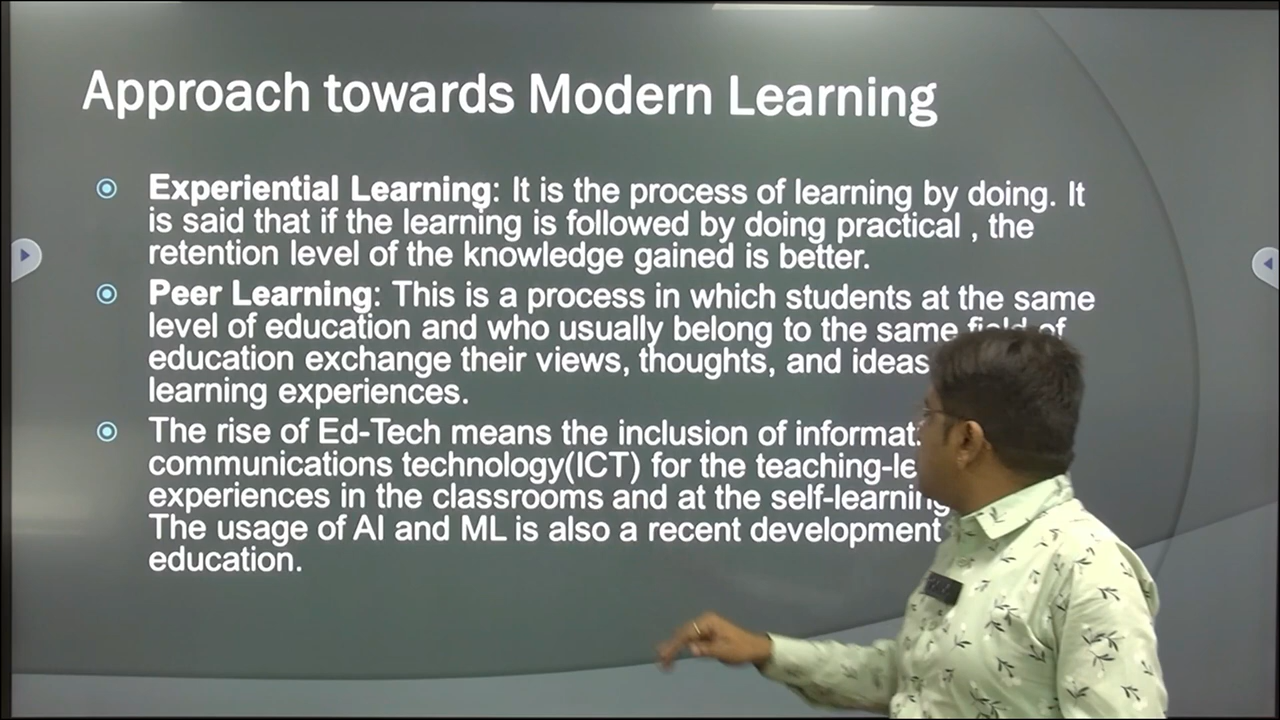 Approach towards Modern Learning
Experiential Learning: It is the process of learning by doing. It
is said that if the learning is followed by doing practical , the
retention level of the knowledge gained is better.
Peer Learning: This is a process in which students at the same
level of education and who usually belong to the same field of
education exchange their views, thoughts, and ideas
learning experiences.
The rise of Ed-Tech means the inclusion of
communications technology(ICT) for the
experiences in the classrooms and at the self-learning
The usage of AI and ML is also a recent development
education.